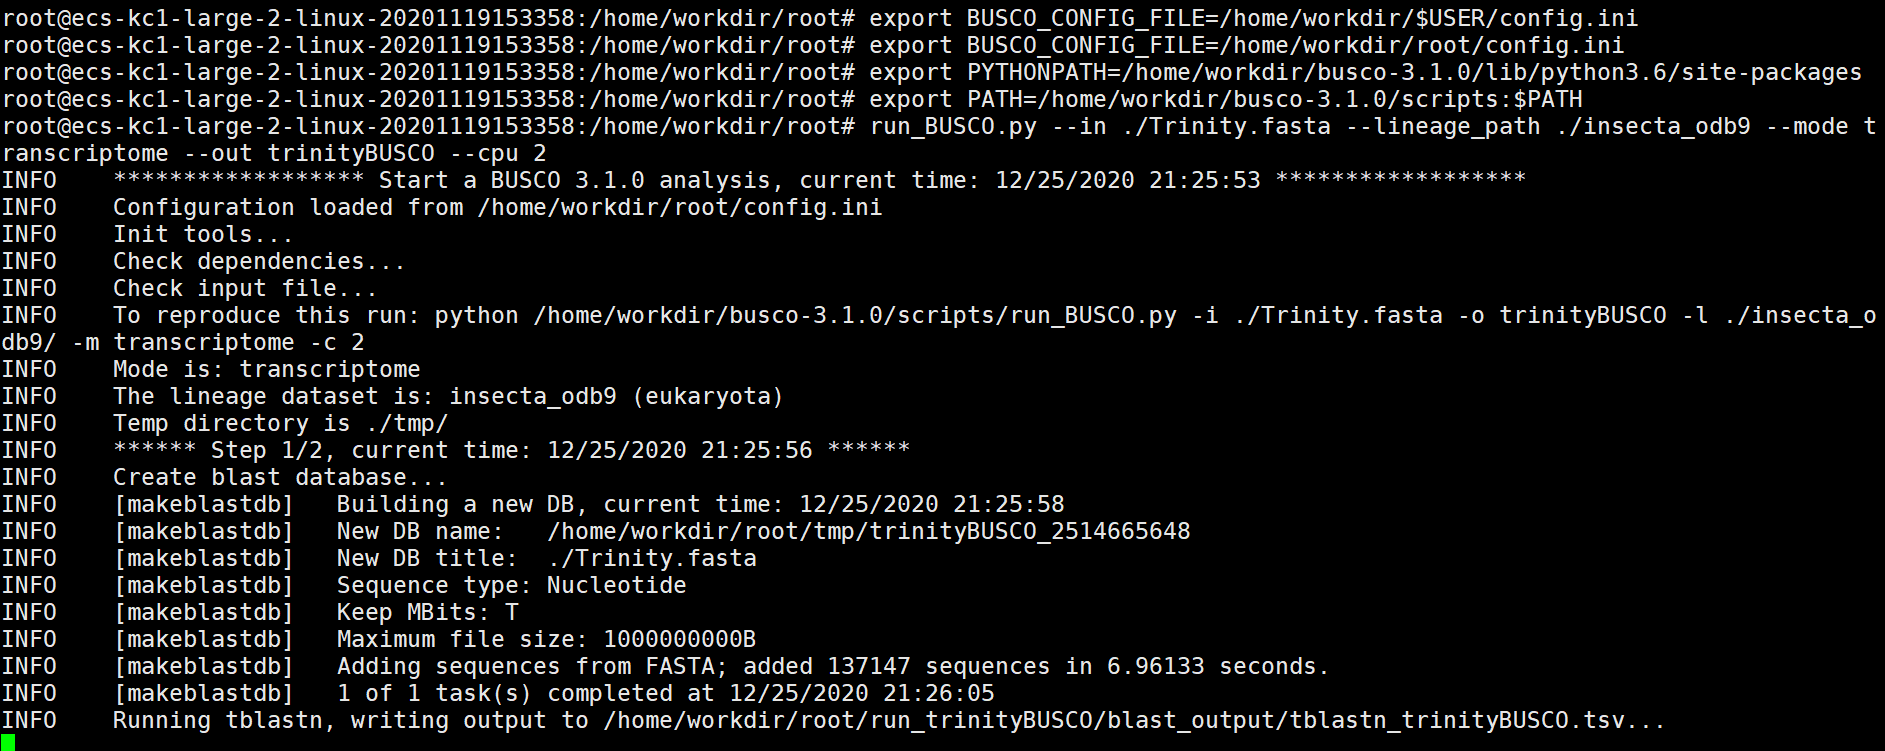 root@ecs-kc1-large-2-linux-20201119153358:/home/workdir/root# export BUSCO_CONFIG_FILE=/home/workdir/$USER/config.ini
root@ecs-kc1-large-2-linux-20201119153358:/home/workdir/root# export BUSCO_CONFIG_FILE=/home/workdir/root/config.ini
root@ecs-kc1-large-2-linux-20201119153358:/home/workdir/root# export PYTHONPATH=/home/workdir/busco-3.1.0/lib/python3.6/site-packages
root@ecs-kc1-large-2-linux-20201119153358:/home/workdir/root# export PATH=/home/workdir/busco-3.1.0/scripts:$PATH
root@ecs-kc1-large-2-linux-20201119153358:/home/workdir/root# run_BUSCO.py --in ./Trinity.fasta --lineage_path ./insecta_odb9 --mode t
ranscriptome --out trinityBUSCO --cpu 2
INFO    ****************** Start a BUSCO 3.1.0 analysis, current time: 12/25/2020 21:25:53 ******************
INFO    Configuration loaded from /home/workdir/root/config.ini
INFO    Init tools...
INFO    Check dependencies...
INFO    Check input file...
INFO    To reproduce this run: python /home/workdir/busco-3.1.0/scripts/run_BUSCO.py -i ./Trinity.fasta -o trinityBUSCO -l ./insecta_o
db9/ -m transcriptome -c 2
INFO    Mode is: transcriptome
INFO    The lineage dataset is: insecta_odb9 (eukaryota)
INFO    Temp directory is ./tmp/
INFO    ****** Step 1/2, current time: 12/25/2020 21:25:56 ******
INFO    Create blast database...
INFO    [makeblastdb]   Building a new DB, current time: 12/25/2020 21:25:58
INFO    [makeblastdb]   New DB name:   /home/workdir/root/tmp/trinityBUSCO_2514665648
INFO    [makeblastdb]   New DB title:  ./Trinity.fasta
INFO    [makeblastdb]   Sequence type: Nucleotide
INFO    [makeblastdb]   Keep MBits: T
INFO    [makeblastdb]   Maximum file size: 1000000000B
INFO    [makeblastdb]   Adding sequences from FASTA; added 137147 sequences in 6.96133 seconds.
INFO    [makeblastdb]   1 of 1 task(s) completed at 12/25/2020 21:26:05
INFO    Running tblastn, writing output to /home/workdir/root/run_trinityBUSCO/blast_output/tblastn_trinityBUSCO.tsv...